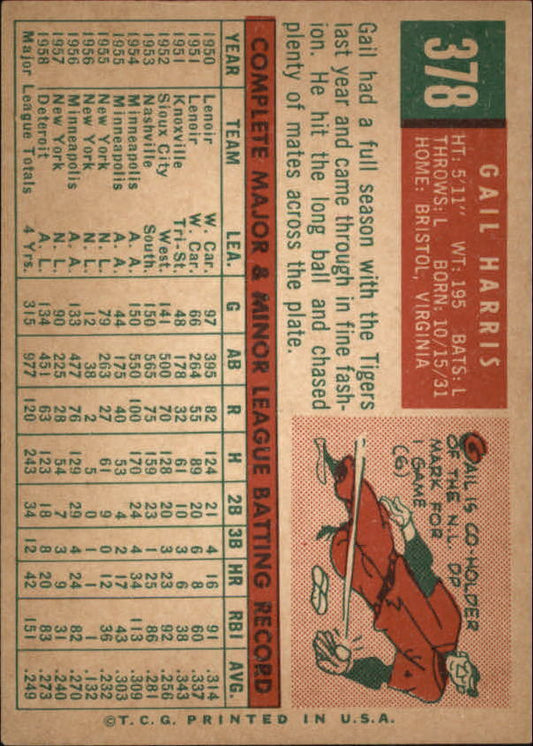 378
GAIL HARRIS
HT: 5'11" WT: 195 BATS: L
THROWS: L BORN: 10/15/31
HOME: BRISTOL, VIRGINIA
Gail had a full season with the Tigers
last year and came through in fine fash-
ion. He hit the long ball and chased
plenty of mates across the plate.
GAIL IS CO-HOLDER
OF THE N.L. DP
MARK FOR
1 GAME
(6)
COMPLETE MAJOR & MINOR LEAGUE BATTING RECORD
YEAR TEAM LEA. G AB R H 2B 3B HR RBI AVG.
1950 Lenoir W. Car. 97 395 82 124 21 4 16 91 .314
1951 Lenoir W. Car. 66 264 55 89 20 6 8 60 .337
1951 Knoxville Tri-St. 48 178 32 61 10 3 6 38 .343
1952 Sioux City West. 141 500 70 128 20 3 23 92 .256
1953 Nashville South. 150 565 75 159 23 1 25 86 .281
1954 Minneapolis A. A. 150 550 100 170 24 4 34 113 .309
1955 Minneapolis A. A. 44 175 40 53 4 1 17 43 .303
1955 New York N. L. 79 263 27 61 9 0 12 36 .232
1956 New York N. L. 12 38 2 5 0 1 1 1 .132
1956 Minneapolis A. A. 133 477 76 129 29 4 24 82 .270
1957 New York N. L. 90 225 28 54 7 3 9 31 .240
1958 Detroit A. L. 134 451 63 123 18 8 20 83 .273
Major League Totals 4 Yrs. 315 977 120 243 34 12 42 151 .249
©T.C.G. PRINTED IN U.S.A.